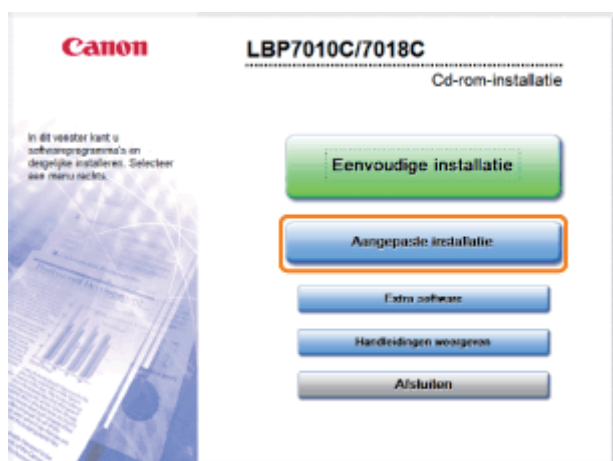 Canon
LBP7010C/7018C
Cd-rom-installatie
In dit venster kunt u
softwareprogramma's en
dergelijke installeren. Selecteer
een menu rechts.
Eenvoudige installatie
Aangepaste installatie
Extra software
Handleidingen weergeven
Afsluiten